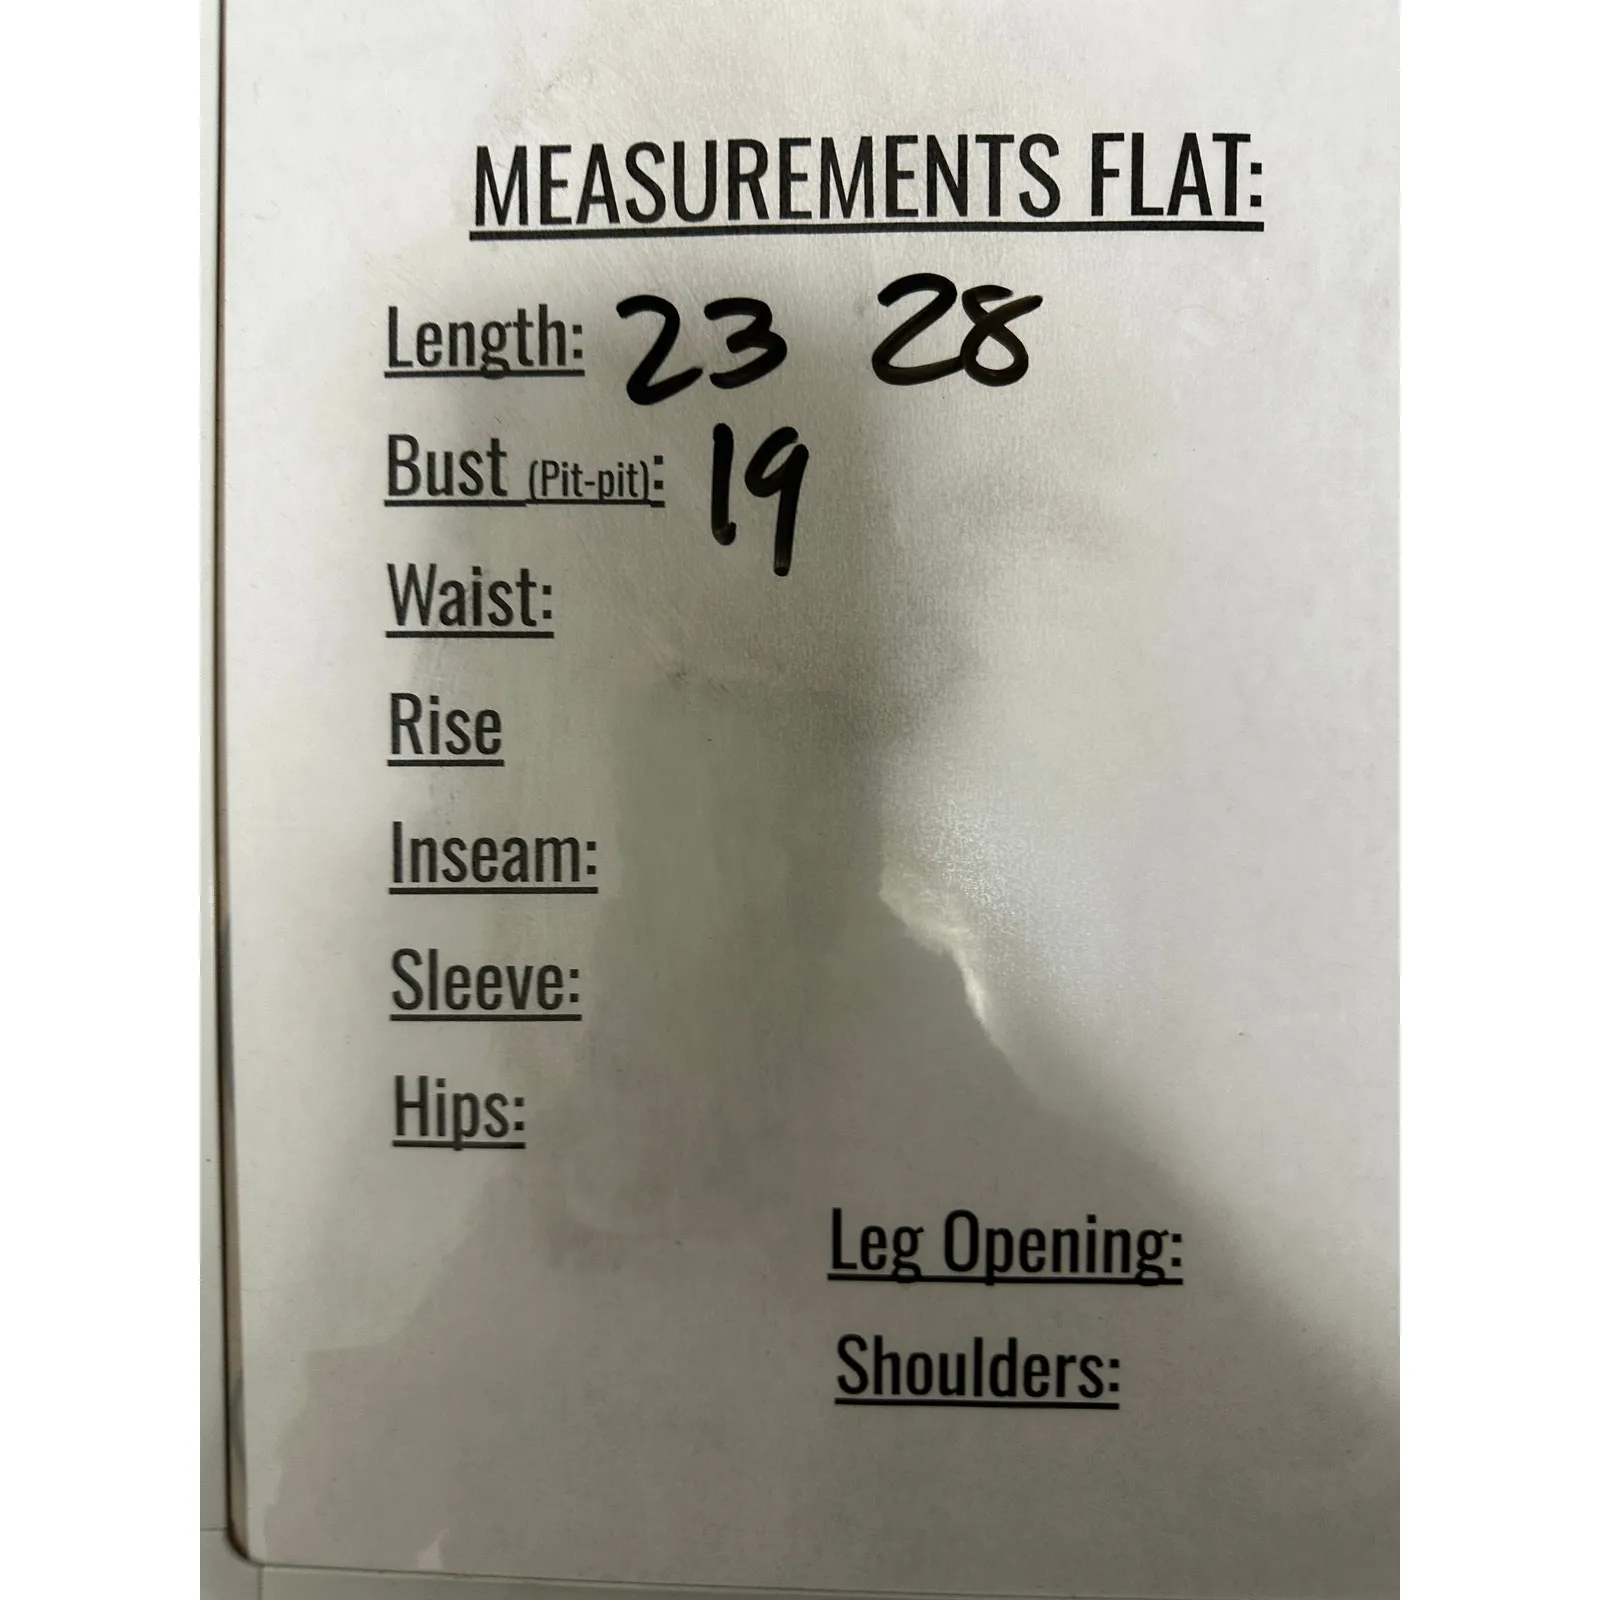 MEASUREMENTS FLAT:
Length: 23 28
Bust (Pit-pit): 19
Waist:
Rise
Inseam:
Sleeve:
Hips:
Leg Opening:
Shoulders: